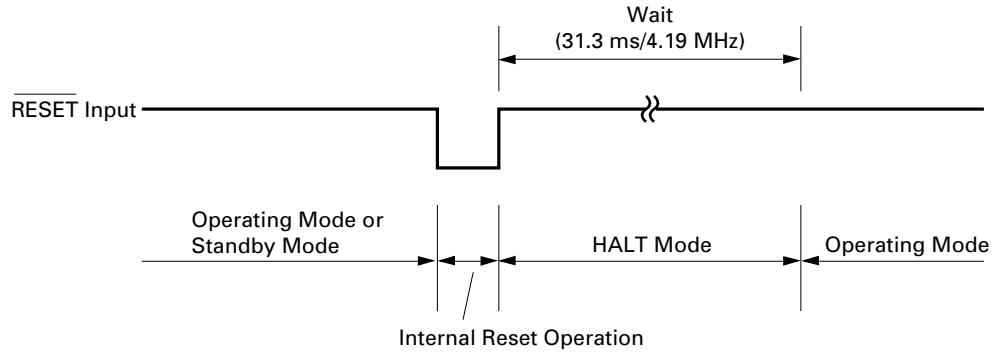 Wait
(31.3 ms/4.19 MHz)
RESET Input
Operating Mode or
Standby Mode
HALT Mode
Operating Mode
Internal Reset Operation